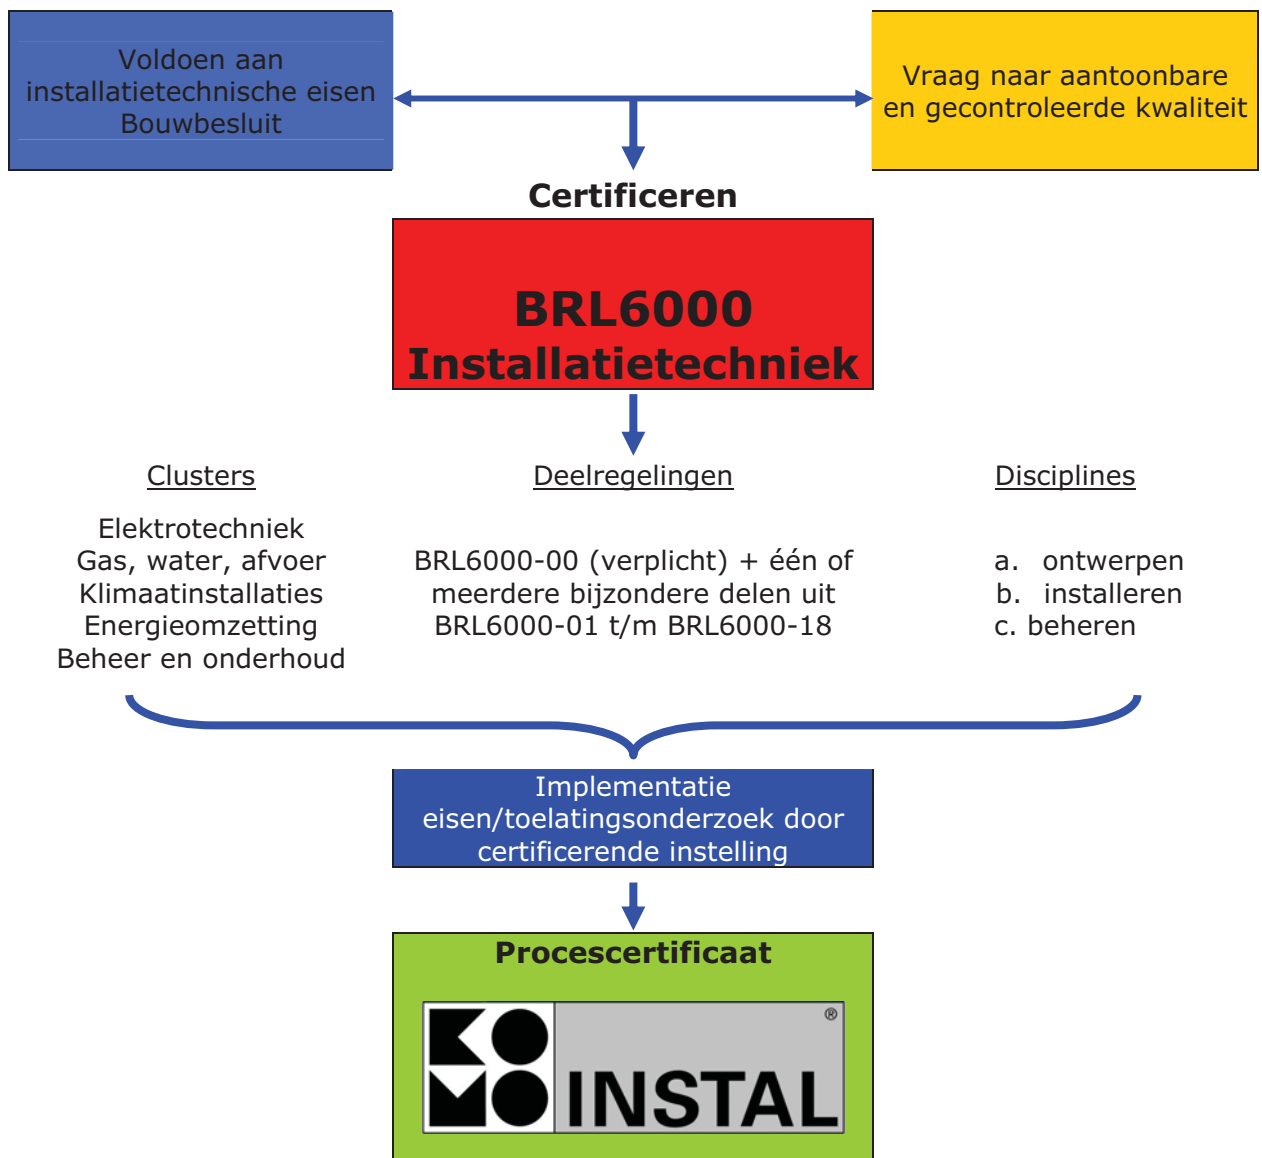 Voldoen aan
installatietechnische eisen
Bouwbesluit
Vraag naar aantoonbare
en gecontroleerde kwaliteit
Certificeren
BRL6000
Installatietechniek
Clusters
Elektrotechniek
Gas, water, afvoer
Klimaatinstallaties
Energieomzetting
Beheer en onderhoud
Deelregelingen
BRL6000-00 (verplicht) + één of
meerdere bijzondere delen uit
BRL6000-01 t/m BRL6000-18
Disciplines
a. ontwerpen
b. installeren
c. beheren
Implementatie
eisen/toelatingsonderzoek door
certificerende instelling
Procescertificaat
KOMO INSTAL ®